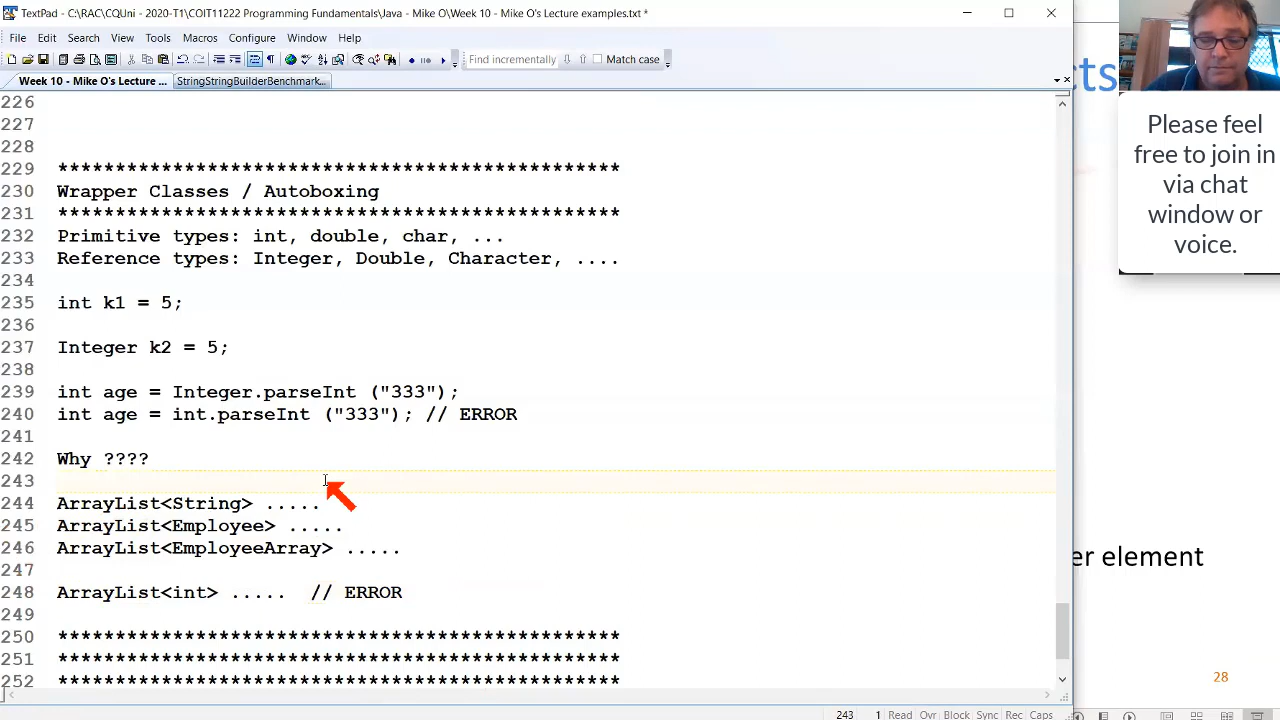 TextPad - C:\RAC\CQUni - 2020-T1\COIT11222 Programming Fundamentals\Java - Mike O\Week 10 - Mike O's Lecture examples.txt *
File Edit Search View Tools Macros Configure Window Help
Find incrementally Match case
Week 10 - Mike O's Lecture ... StringStringBuilderBenchmark...
226
227
228
229 *************************************************
230 Wrapper Classes / Autoboxing
231 *************************************************
232 Primitive types: int, double, char, ...
233 Reference types: Integer, Double, Character, ....
234
235 int k1 = 5;
236
237 Integer k2 = 5;
238
239 int age = Integer.parseInt ("333");
240 int age = int.parseInt ("333"); // ERROR
241
242 Why ????
243
244 ArrayList<String> .....
245 ArrayList<Employee> .....
246 ArrayList<EmployeeArray> .....
247
248 ArrayList<int> ..... // ERROR
249
250 *************************************************
251 *************************************************
252 *************************************************
243 1 Read Ovr Block Sync Rec Caps
cts
Please feel
free to join in
via chat
window or
voice.
er element
28